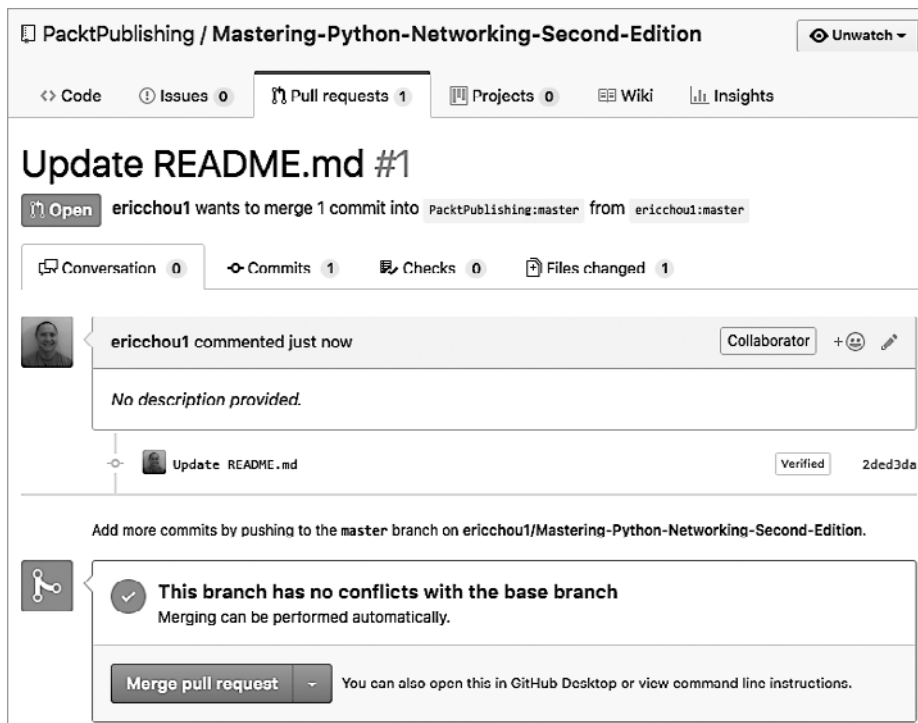 PacktPublishing / Mastering-Python-Networking-Second-Edition
Unwatch
Code
Issues 0
Pull requests 1
Projects 0
Wiki
Insights
Update README.md #1
Open
ericchou1 wants to merge 1 commit into PacktPublishing:master from ericchou1:master
Conversation 0
Commits 1
Checks 0
Files changed 1
ericchou1 commented just now
Collaborator
No description provided.
Update README.md
Verified
2ded3da
Add more commits by pushing to the master branch on ericchou1/Mastering-Python-Networking-Second-Edition.
This branch has no conflicts with the base branch
Merging can be performed automatically.
Merge pull request
You can also open this in GitHub Desktop or view command line instructions.